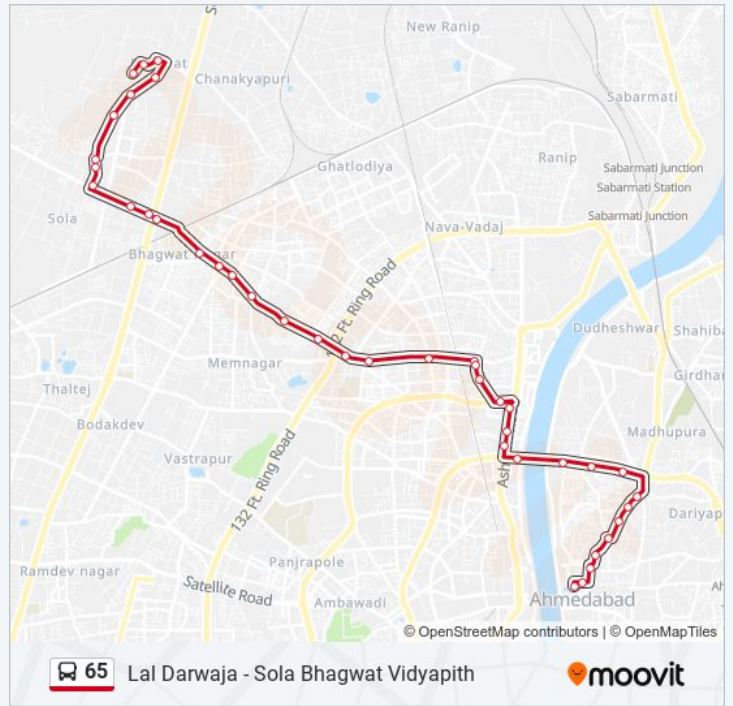 New Ranip
Chanakyapuri
Sabarmati
Ghatlodiya
Ranip
Sabarmati Junction
Sabarmati Station
Sabarmati Junction
Sola
Nava-Vadaj
Bhagwat
132 Ft. Ring Road
Dudheshwar
Shahiba
Memnagar
Girdhar
Thaltej
Bodakdev
Madhupura
Vastrapur
132 Ft. Ring Road
Ash
Dariyap
Panjrapole
Ramdev nagar
Satellite Road
Ambawadi
Ahmedabad
© OpenStreetMap contributors | © OpenMapTiles
65 Lal Darwaja - Sola Bhagwat Vidyapith
moovit